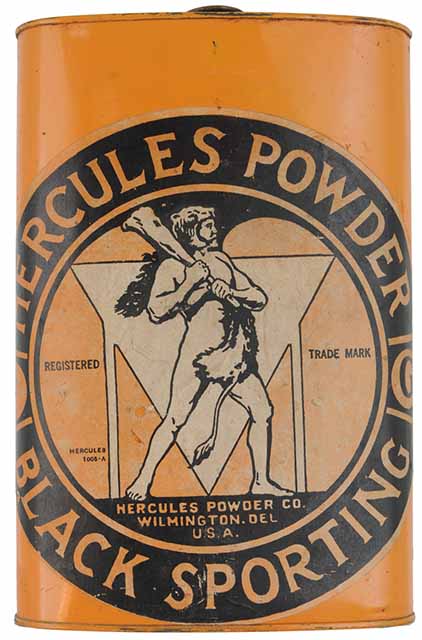 HERCULES POWDER
REGISTERED
TRADE MARK
HERCULES
1005-A
HERCULES POWDER CO.
WILMINGTON.DEL
U.S.A.
BLACK SPORTING